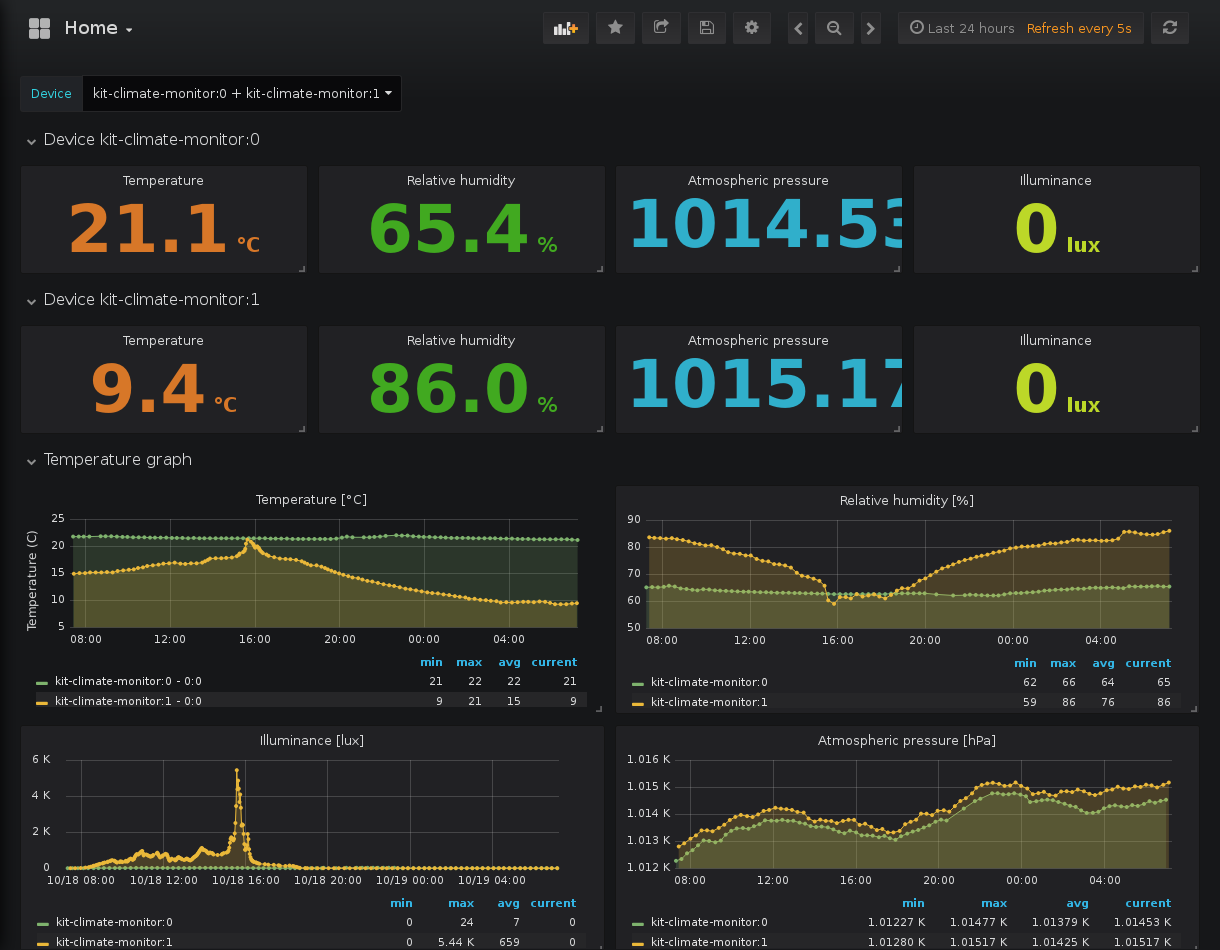 Home
Last 24 hours Refresh every 5s
Device kit-climate-monitor:0 + kit-climate-monitor:1
Device kit-climate-monitor:0
Temperature Relative humidity Atmospheric pressure Illuminance
21.1 °C 65.4 % 1014.53 0 lux
Device kit-climate-monitor:1
Temperature Relative humidity Atmospheric pressure Illuminance
9.4 °C 86.0 % 1015.17 0 lux
Temperature graph
Temperature [°C]
Temperature (C)
25
20
15
10
5
08:00 12:00 16:00 20:00 00:00 04:00
min max avg current
kit-climate-monitor:0 - 0:0 21 22 22 21
kit-climate-monitor:1 - 0:0 9 21 15 9
Relative humidity [%]
90
80
70
60
50
08:00 12:00 16:00 20:00 00:00 04:00
min max avg current
kit-climate-monitor:0 62 66 64 65
kit-climate-monitor:1 59 86 76 86
Illuminance [lux]
6 K
4 K
2 K
0
10/18 08:00 10/18 12:00 10/18 16:00 10/18 20:00 10/19 00:00 10/19 04:00
min max avg current
kit-climate-monitor:0 0 24 7 0
kit-climate-monitor:1 0 5.44 K 659 0
Atmospheric pressure [hPa]
1.016 K
1.015 K
1.014 K
1.013 K
1.012 K
08:00 12:00 16:00 20:00 00:00 04:00
min max avg current
kit-climate-monitor:0 1.01227 K 1.01477 K 1.01379 K 1.01453 K
kit-climate-monitor:1 1.01280 K 1.01517 K 1.01425 K 1.01517 K